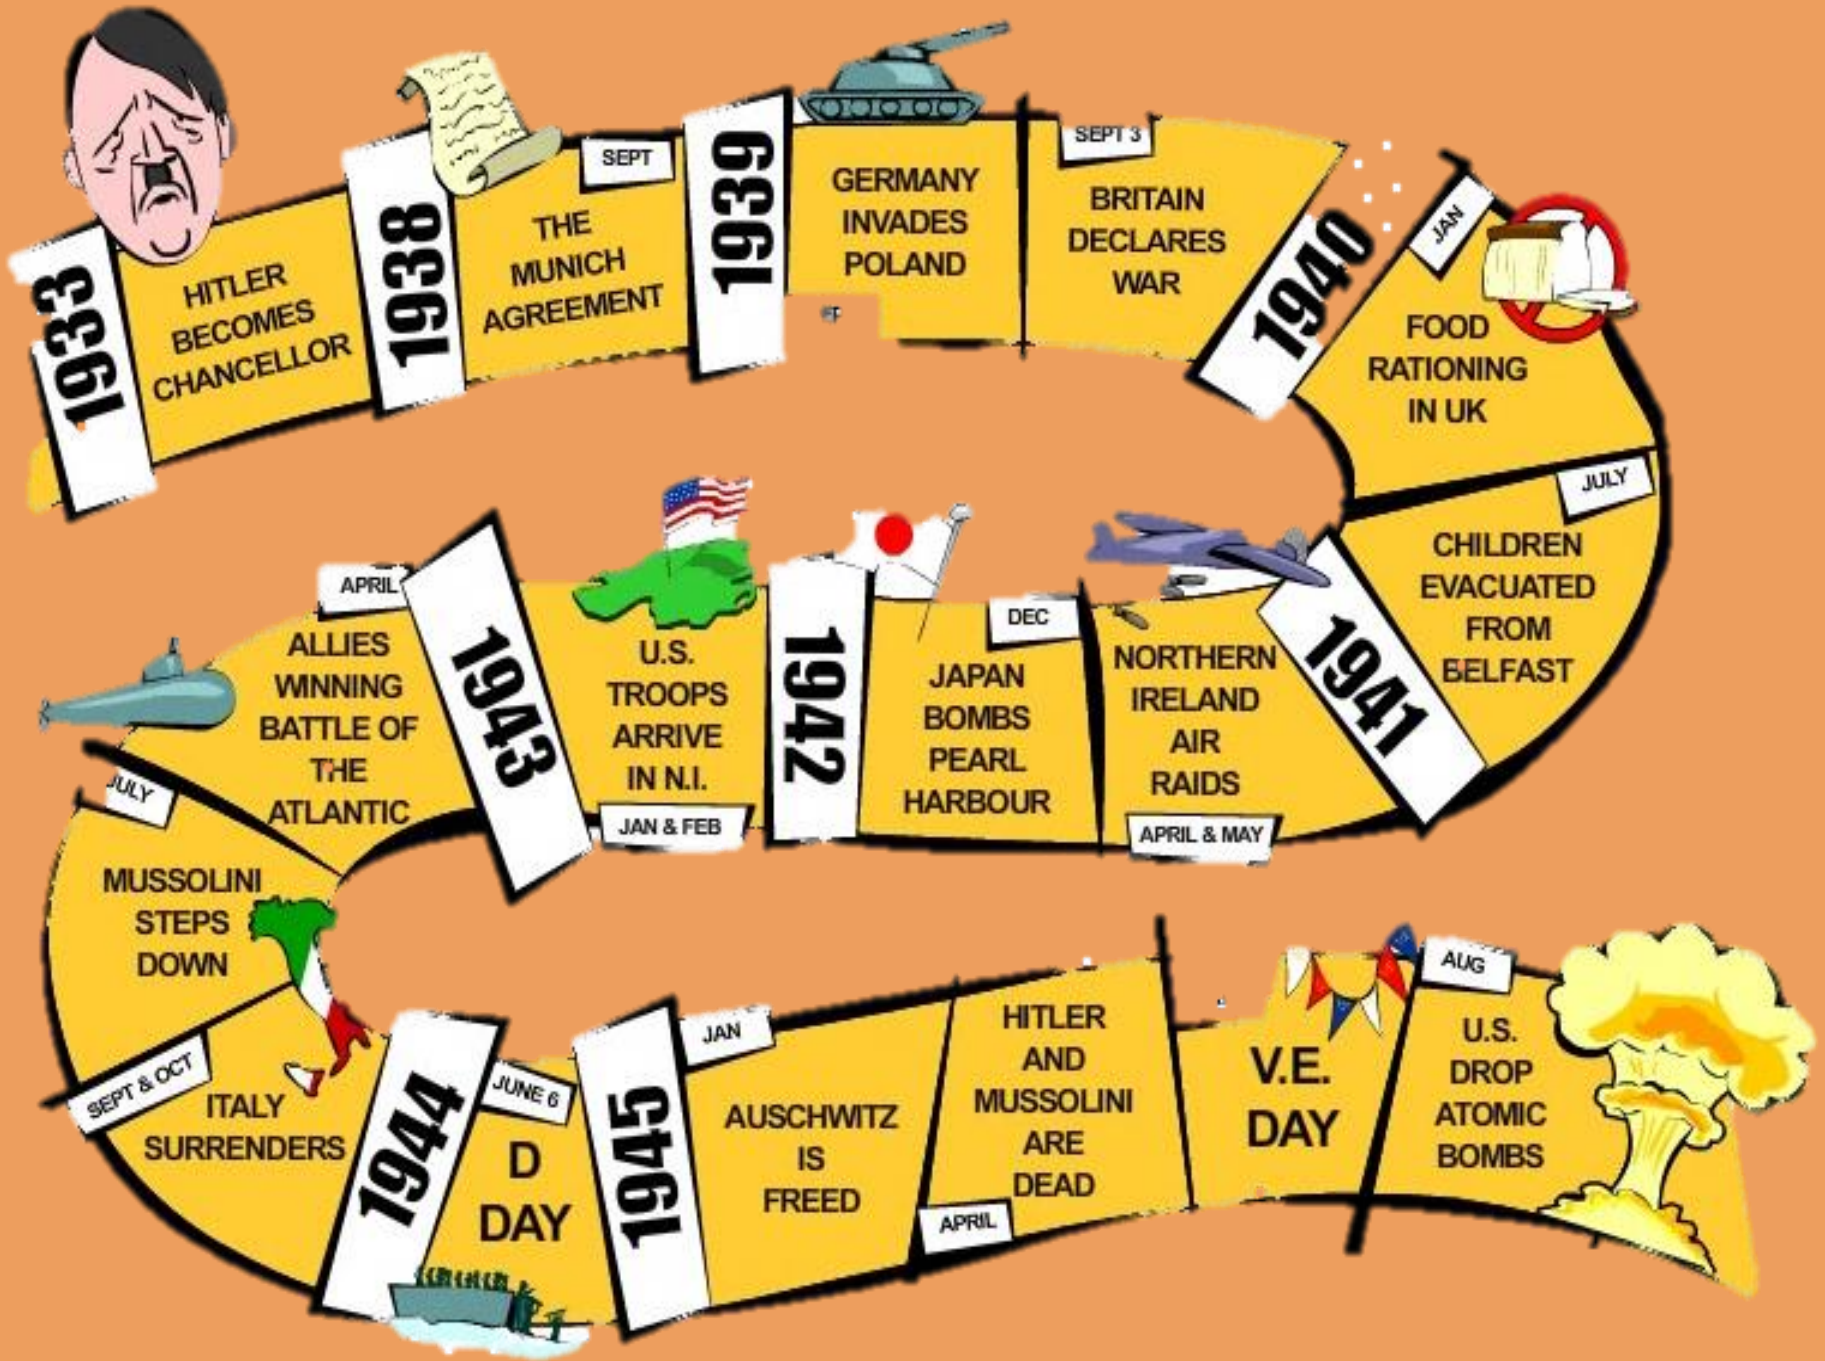 1933
HITLER
BECOMES
CHANCELLOR
1938
SEPT
THE
MUNICH
AGREEMENT
1939
GERMANY
INVADES
POLAND
SEPT 3
BRITAIN
DECLARES
WAR
1940
JAN
FOOD
RATIONING
IN UK
JULY
CHILDREN
EVACUATED
FROM
BELFAST
1941
NORTHERN
IRELAND
AIR
RAIDS
APRIL & MAY
DEC
JAPAN
BOMBS
PEARL
HARBOUR
1942
U.S.
TROOPS
ARRIVE
IN N.I.
JAN & FEB
1943
APRIL
ALLIES
WINNING
BATTLE OF
THE
ATLANTIC
JULY
MUSSOLINI
STEPS
DOWN
SEPT & OCT
ITALY
SURRENDERS
1944
JUNE 6
D
DAY
1945
JAN
AUSCHWITZ
IS
FREED
HITLER
AND
MUSSOLINI
ARE
DEAD
APRIL
V.E.
DAY
AUG
U.S.
DROP
ATOMIC
BOMBS